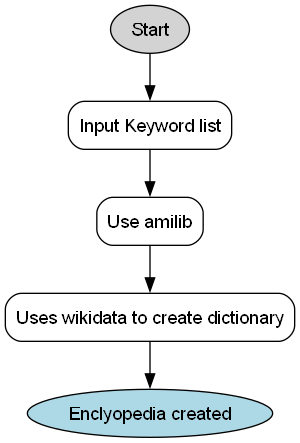 Start
Input Keyword list
Use amilib
Uses wikidata to create dictionary
Enclyopedia created